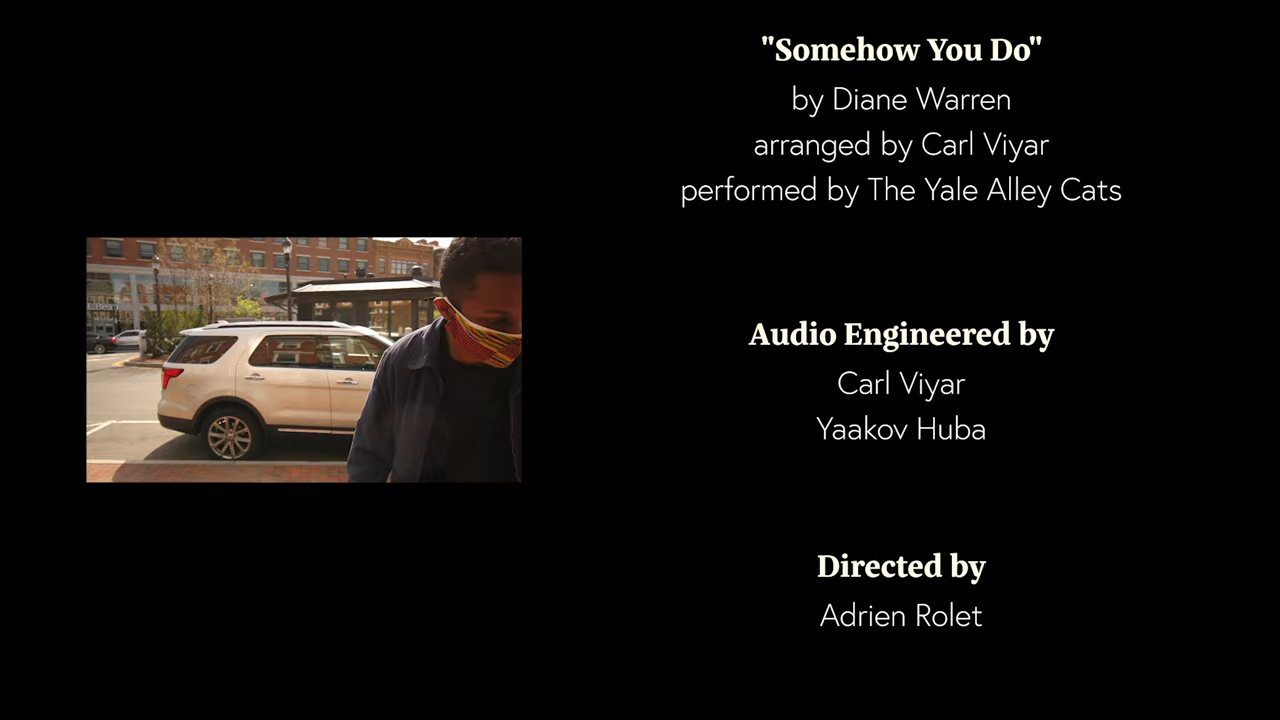 "Somehow You Do"
by Diane Warren
arranged by Carl Viyar
performed by The Yale Alley Cats
Audio Engineered by
Carl Viyar
Yaakov Huba
Directed by
Adrien Rolet